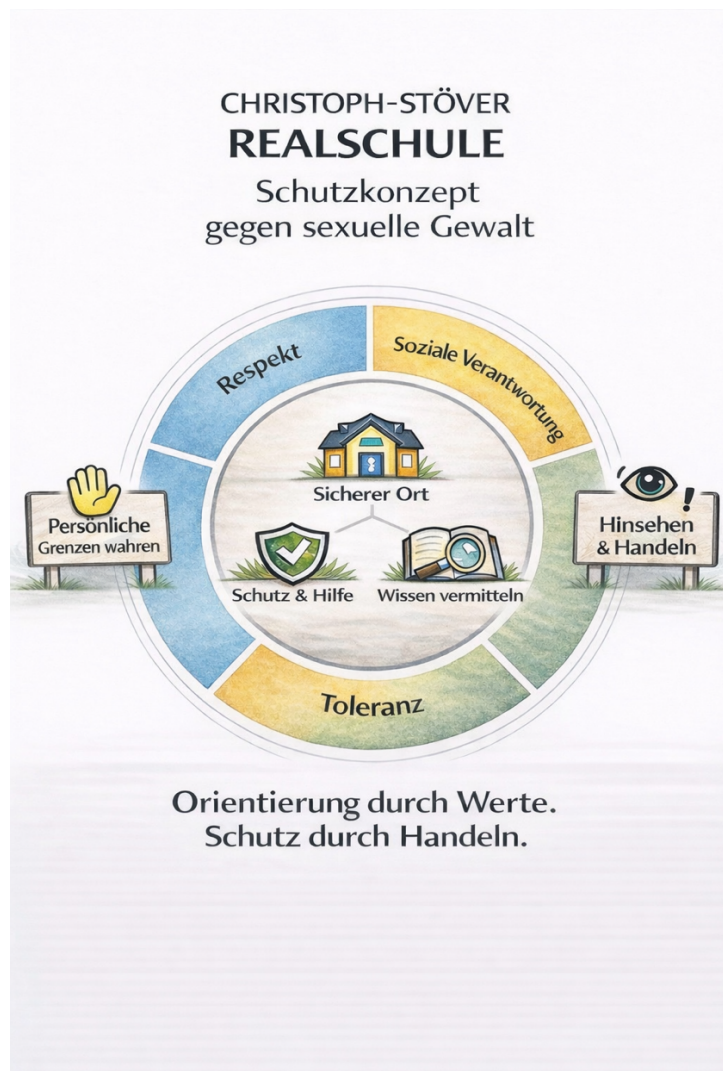 CHRISTOPH-STÖVER
REALSCHULE
Schutzkonzept
gegen sexuelle Gewalt
Respekt
Soziale Verantwortung
Sicherer Ort
Persönliche
Grenzen wahren
Hinsehen
& Handeln
Schutz & Hilfe
Wissen vermitteln
Toleranz
Orientierung durch Werte.
Schutz durch Handeln.